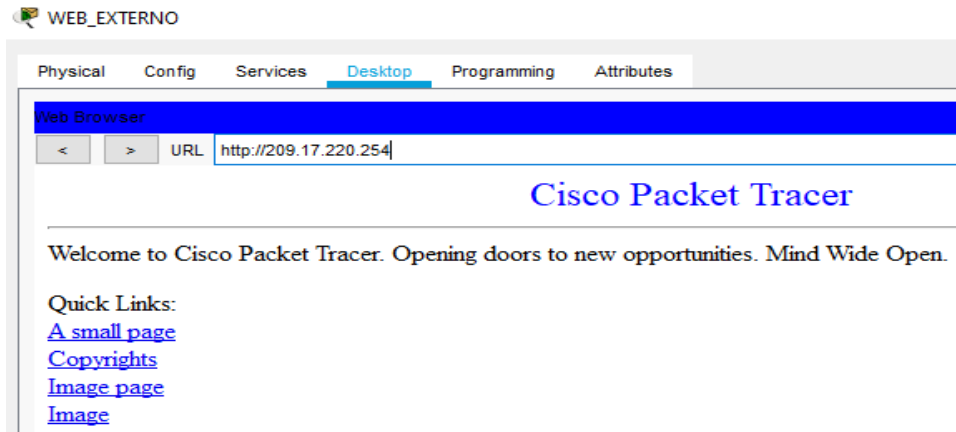 WEB_EXTERNO
Physical Config Services Desktop Programming Attributes
Web Browser
< > URL http://209.17.220.254
Cisco Packet Tracer
Welcome to Cisco Packet Tracer. Opening doors to new opportunities. Mind Wide Open.
Quick Links:
A small page
Copyrights
Image page
Image